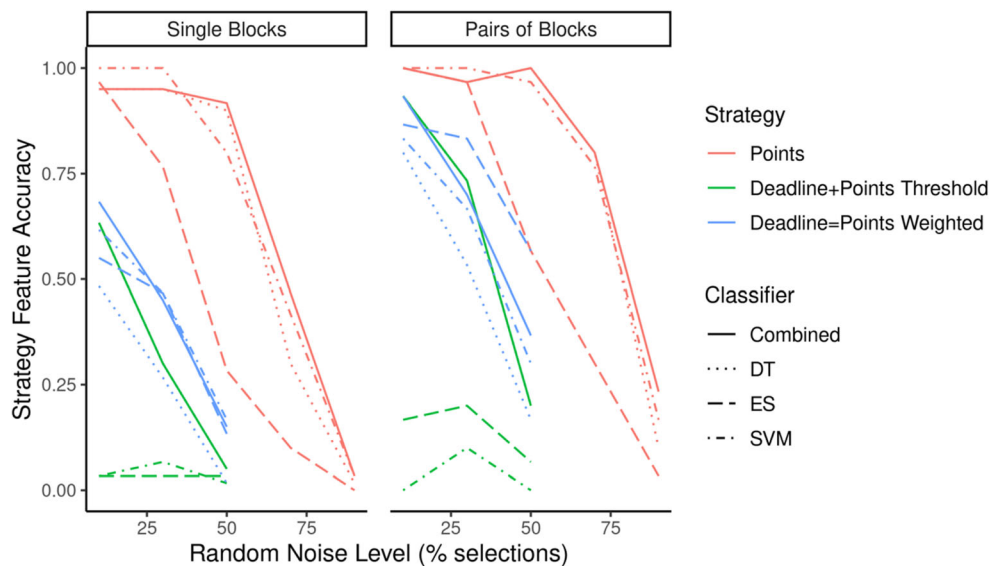 Single Blocks
Pairs of Blocks
Strategy Feature Accuracy
1.00
0.75
0.50
0.25
0.00
25
50
75
25
50
75
Random Noise Level (% selections)
Strategy
Points
Deadline+Points Threshold
Deadline=Points Weighted
Classifier
Combined
DT
ES
SVM